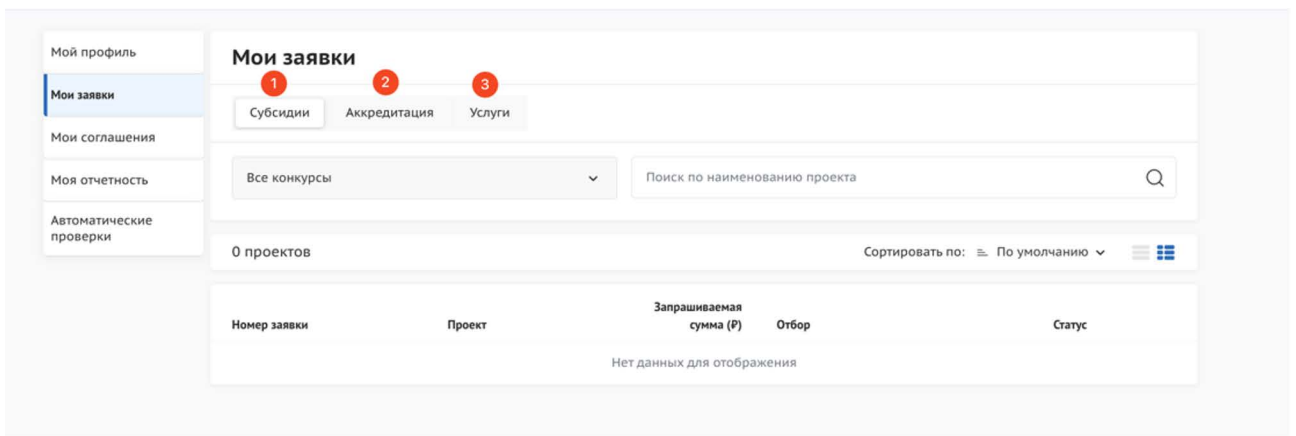 Мой профиль
Мои заявки
Мои соглашения
Моя отчетность
Автоматические
проверки
Мои заявки
1 2 3
Субсидии Аккредитация Услуги
Все конкурсы Поиск по наименованию проекта
0 проектов Сортировать по: По умолчанию
Номер заявки Проект Запрашиваемая
сумма (₽) Отбор Статус
Нет данных для отображения